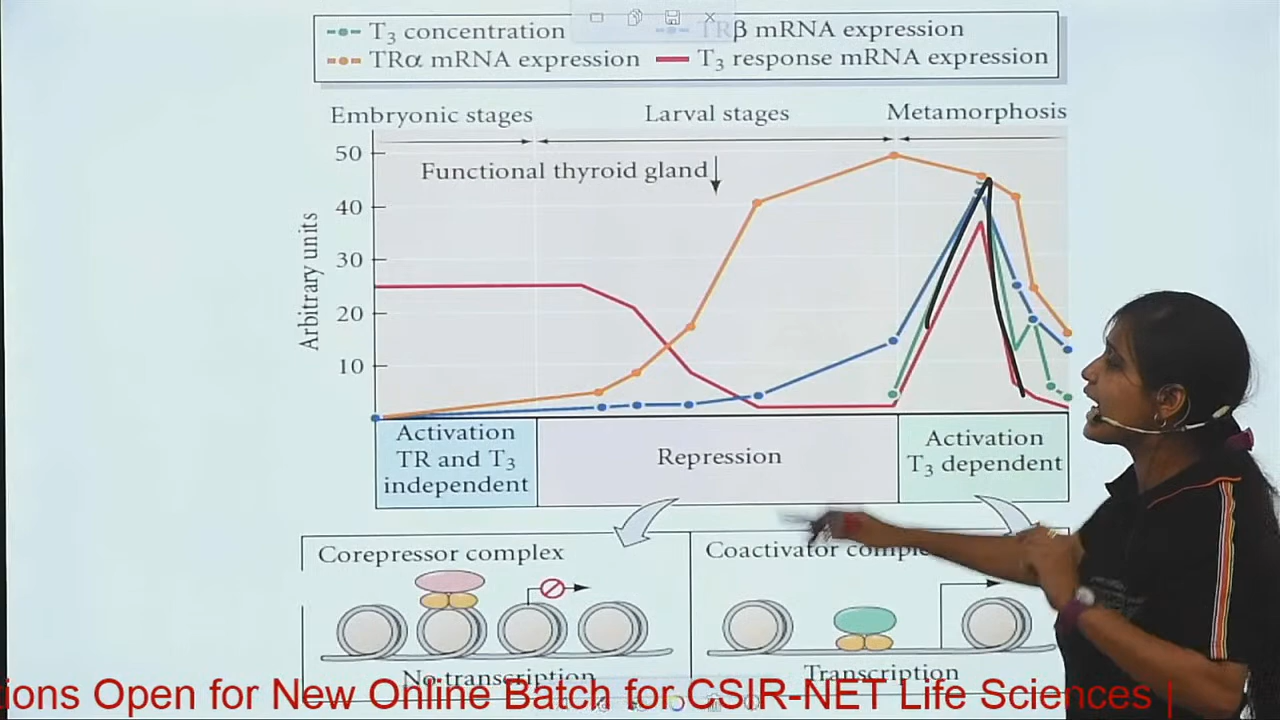 T3 concentration
TRβ mRNA expression
TRα mRNA expression
T3 response mRNA expression
Embryonic stages
Larval stages
Metamorphosis
Functional thyroid gland
Arbitrary units
50
40
30
20
10
Activation
TR and T3
independent
Repression
Activation
T3 dependent
Corepressor complex
Coactivator
No transcription
Transcription
ions Open for New Online Batch for CSIR-NET Life Sciences |